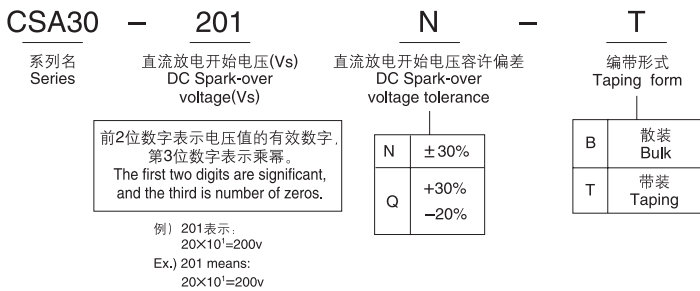 CSA30 – 201 N – T
系列名
Series
直流放电开始电压(Vs)
DC Spark-over
voltage(Vs)
直流放电开始电压容许偏差
DC Spark-over
voltage tolerance
编带形式
Taping form
前2位数字表示电压值的有效数字,
第3位数字表示乘幂。
The first two digits are significant,
and the third is number of zeros.
例) 201表示:
20×10¹=200v
Ex.) 201 means:
20×10¹=200v
N ±30%
Q +30%
–20%
B 散装
Bulk
T 带装
Taping